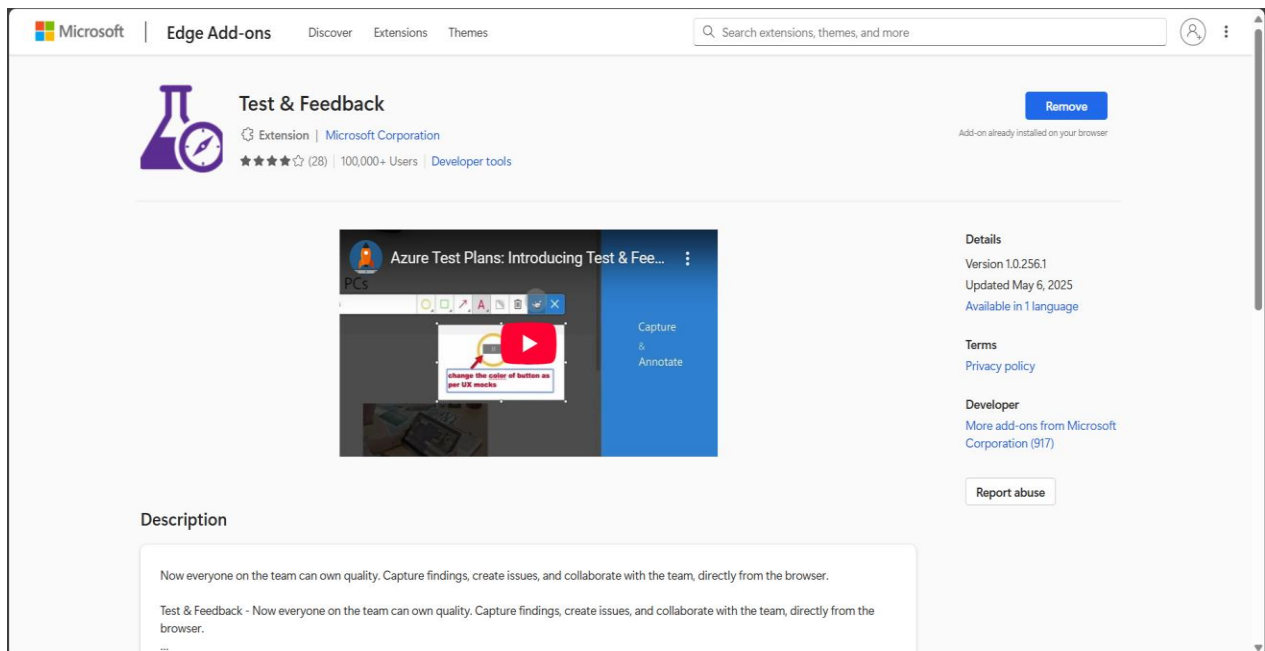 Microsoft
Edge Add-ons
Discover
Extensions
Themes
Search extensions, themes, and more
Test & Feedback
Extension | Microsoft Corporation
(28) | 100,000+ Users | Developer tools
Remove
Add-on already installed on your browser
Azure Test Plans: Introducing Test & Fee...
PCs
A
change the color of button as
per UX mocks
Capture
&
Annotate
Details
Version 1.0.256.1
Updated May 6, 2025
Available in 1 language
Terms
Privacy policy
Developer
More add-ons from Microsoft
Corporation (917)
Report abuse
Description
Now everyone on the team can own quality. Capture findings, create issues, and collaborate with the team, directly from the browser.
Test & Feedback - Now everyone on the team can own quality. Capture findings, create issues, and collaborate with the team, directly from the
browser.
...